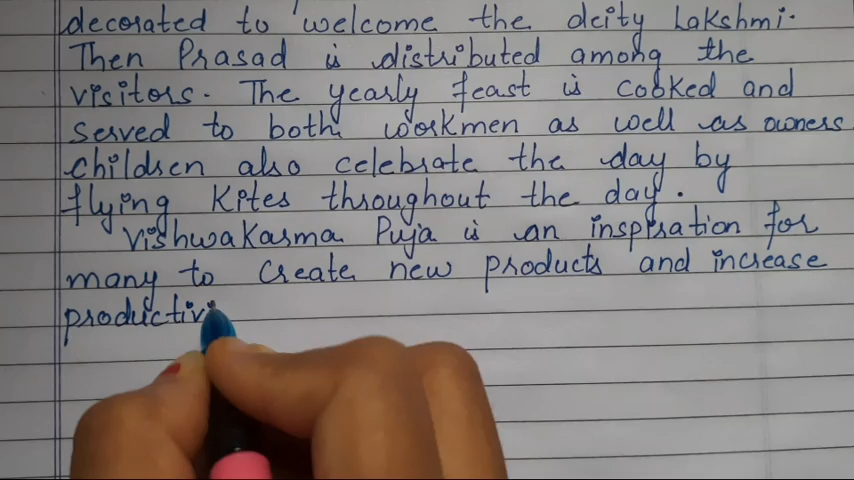 decorated to welcome the deity Lakshmi.
Then Prasad is distributed among the
visitors. The yearly feast is cooked and
served to both workmen as well as owners
children also celebrate the day by
flying Kites throughout the day.
Vishwakarma Puja is an inspiration for
many to create new products and increase
productivi